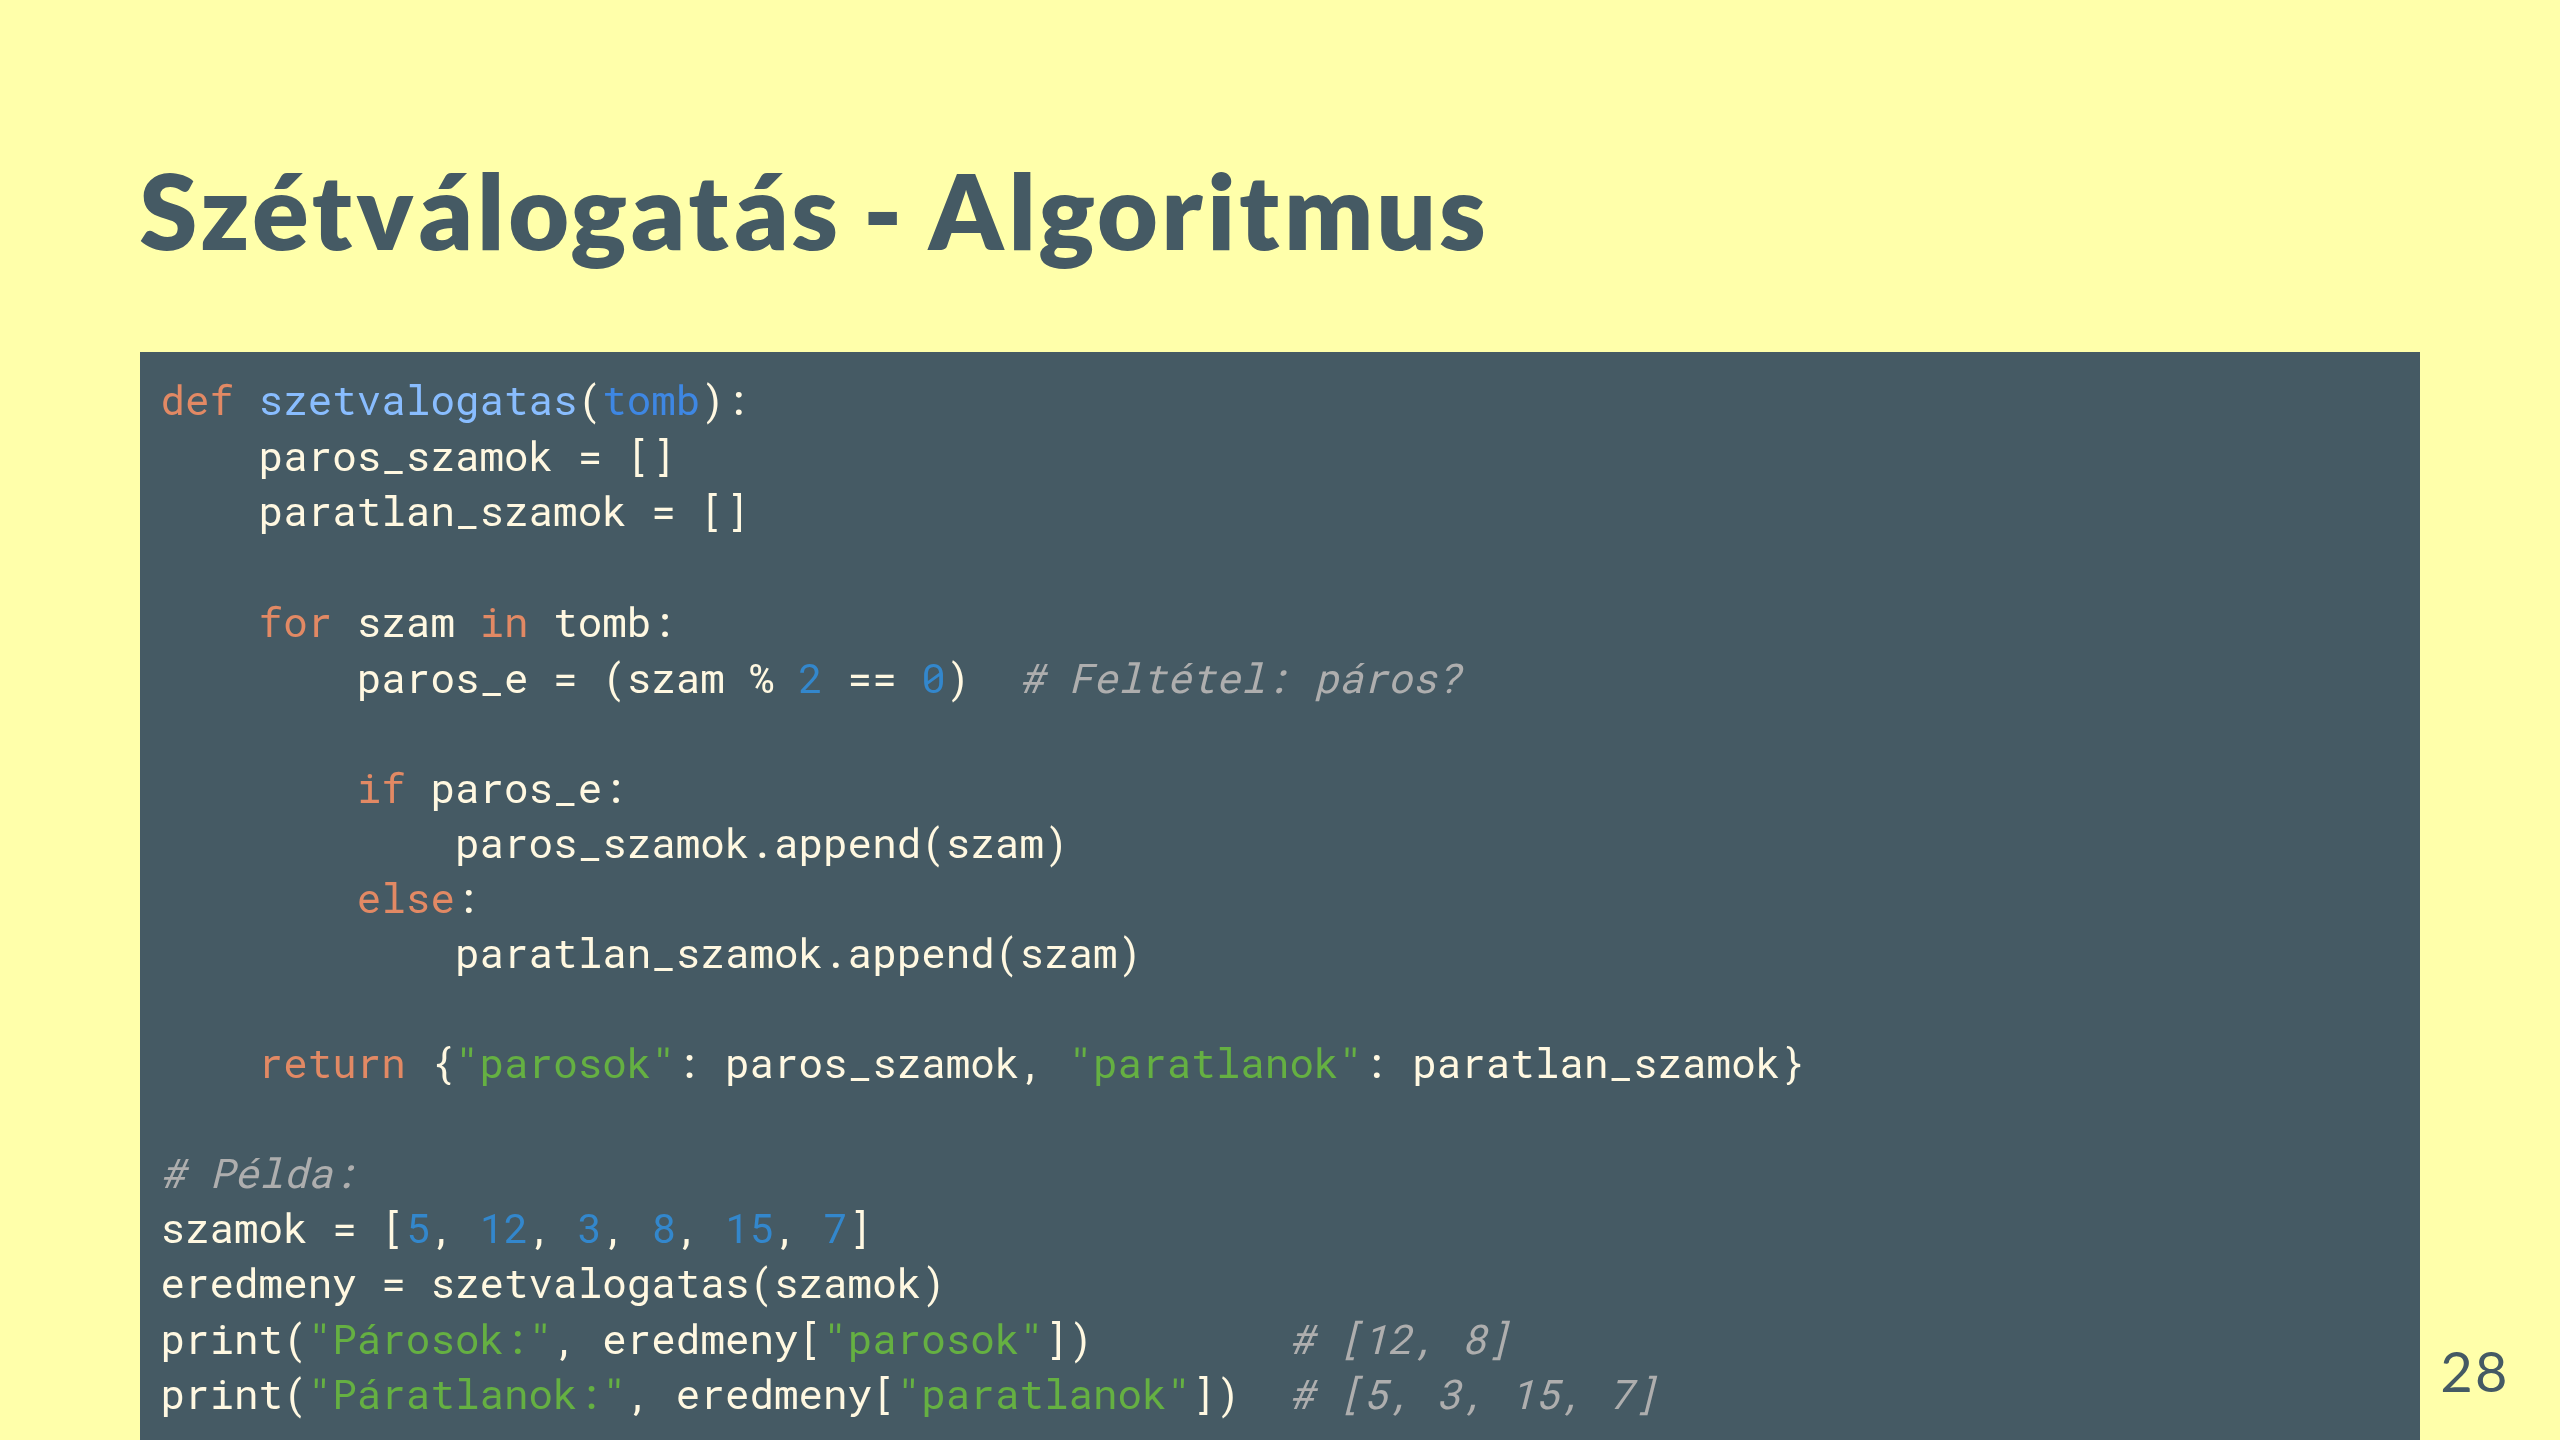 Szétválogatás - Algoritmus
def szetvalogatas(tomb):
    paros_szamok = []
    paratlan_szamok = []
    for szam in tomb:
        paros_e = (szam % 2 == 0)  # Feltétel: páros?
        if paros_e:
            paros_szamok.append(szam)
        else:
            paratlan_szamok.append(szam)
    return {"parosok": paros_szamok, "paratlanok": paratlan_szamok}
# Példa:
szamok = [5, 12, 3, 8, 15, 7]
eredmeny = szetvalogatas(szamok)
print("Párosok:", eredmeny["parosok"])        # [12, 8]
print("Páratlanok:", eredmeny["paratlanok"])  # [5, 3, 15, 7]
28